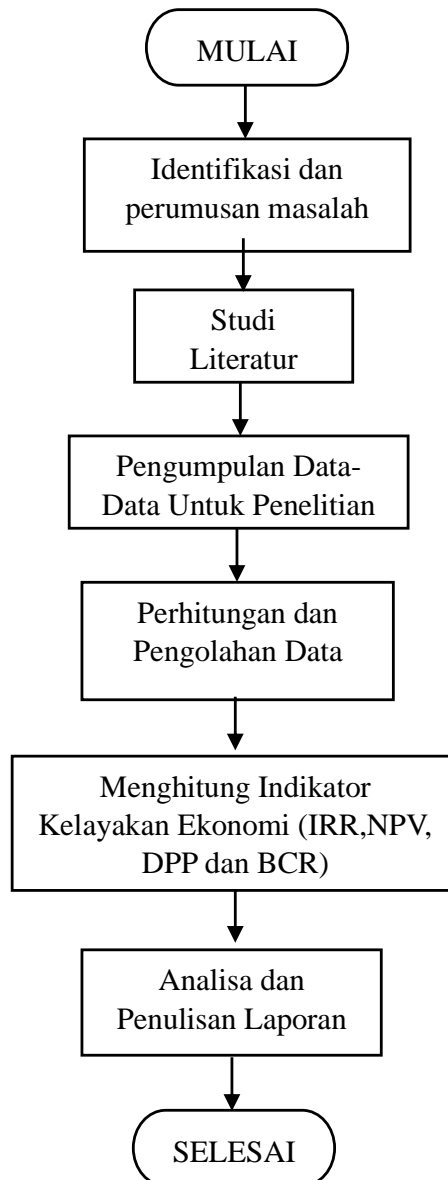 MULAI
Identifikasi dan
perumusan masalah
Studi
Literatur
Pengumpulan Data-
Data Untuk Penelitian
Perhitungan dan
Pengolahan Data
Menghitung Indikator
Kelayakan Ekonomi (IRR,NPV,
DPP dan BCR)
Analisa dan
Penulisan Laporan
SELESAI